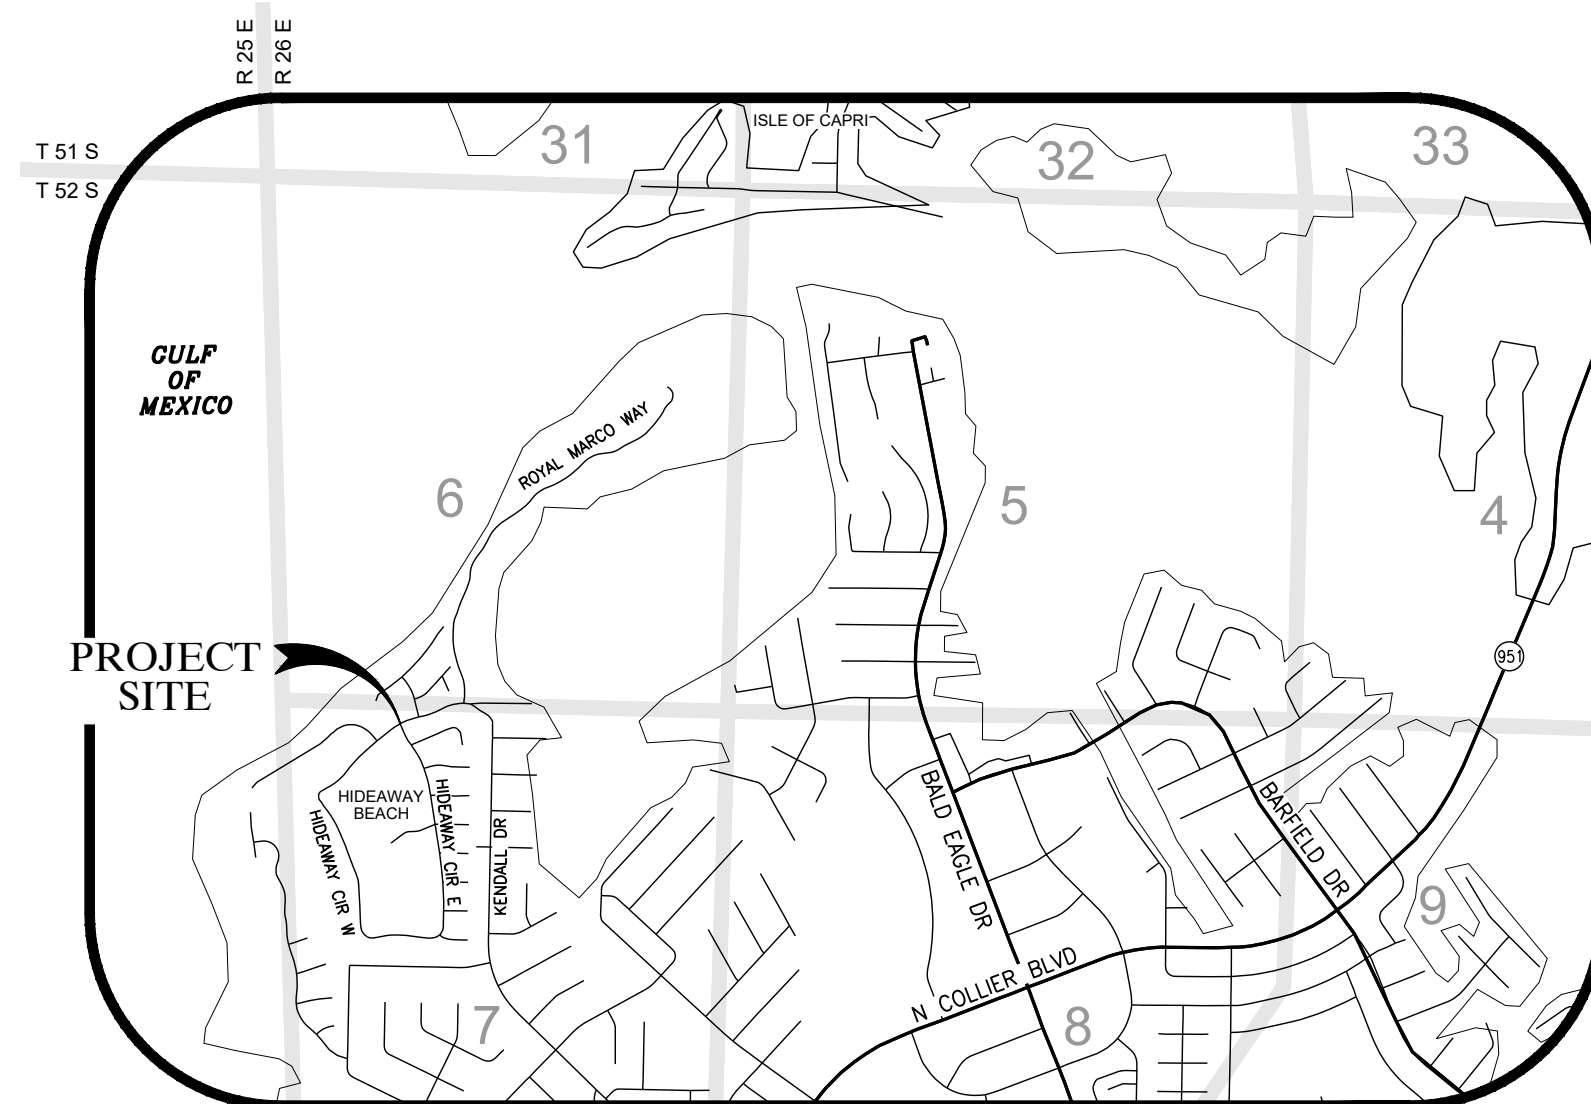 R 25 E
R 26 E
T 51 S
T 52 S
31
ISLE OF CAPRI
32
33
GULF
OF
MEXICO
ROYAL MARCO WAY
6
5
4
PROJECT
SITE
951
HIDEAWAY
BEACH
HIDEAWAY CIR W
HIDEAWAY CIR E
KENDALL DR
BALD EAGLE DR
BARFIELD DR
9
N COLLIER BLVD
7
8